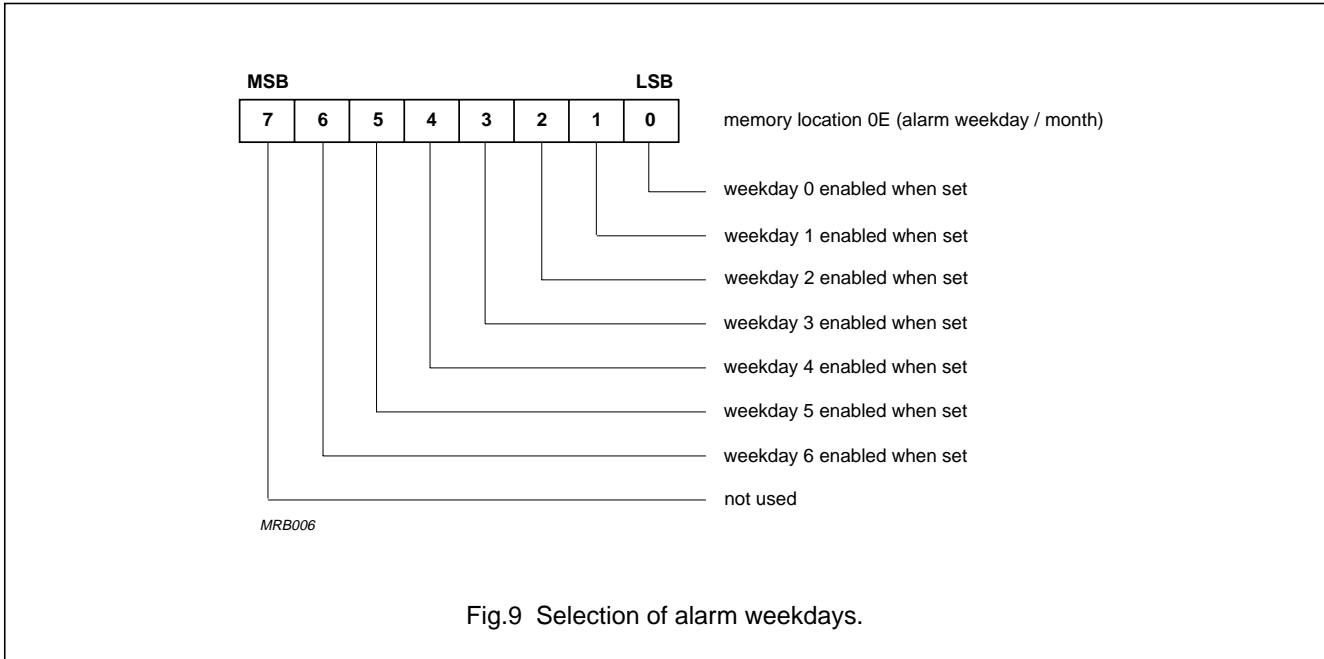 MSB LSB
7 6 5 4 3 2 1 0 memory location 0E (alarm weekday / month)
weekday 0 enabled when set
weekday 1 enabled when set
weekday 2 enabled when set
weekday 3 enabled when set
weekday 4 enabled when set
weekday 5 enabled when set
weekday 6 enabled when set
not used
MRB006
Fig.9 Selection of alarm weekdays.